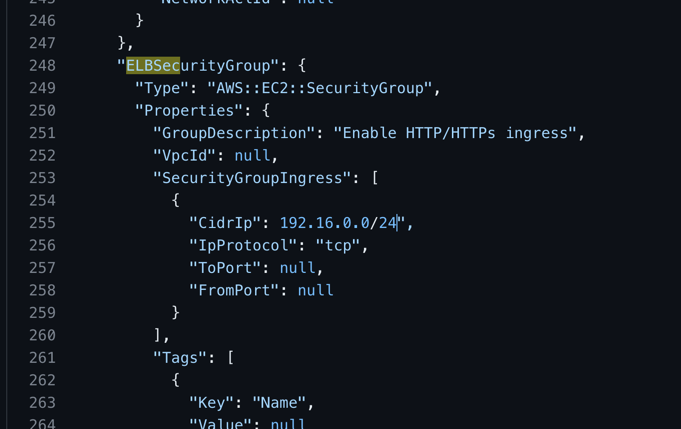 245 "NetworkAclId": null
246 }
247 },
248 "ELBSecurityGroup": {
249 "Type": "AWS::EC2::SecurityGroup",
250 "Properties": {
251 "GroupDescription": "Enable HTTP/HTTPs ingress",
252 "VpcId": null,
253 "SecurityGroupIngress": [
254 {
255 "CidrIp": 192.16.0.0/24",
256 "IpProtocol": "tcp",
257 "ToPort": null,
258 "FromPort": null
259 }
260 ],
261 "Tags": [
262 {
263 "Key": "Name",
264 "Value": null